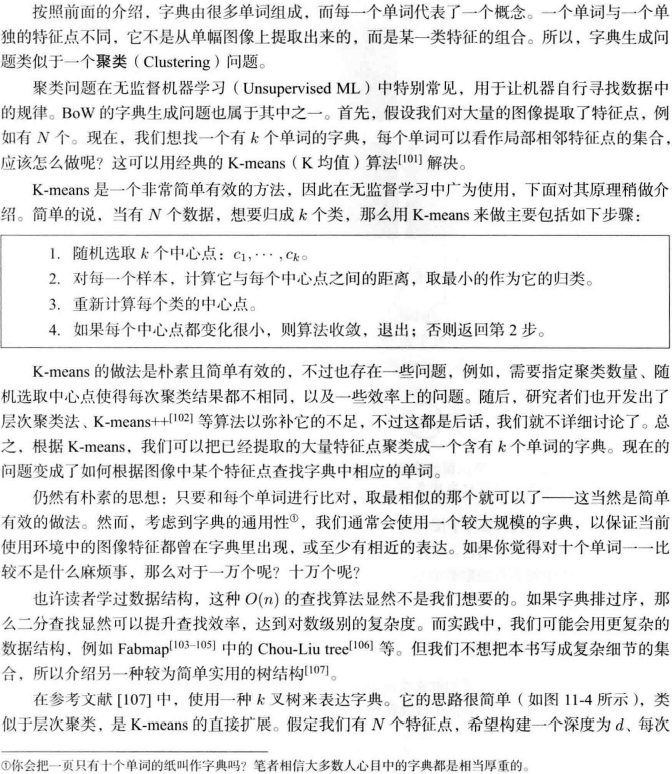 按照前面的介绍，字典由很多单词组成，而每一个单词代表了一个概念。一个单词与一个单
独的特征点不同，它不是从单幅图像上提取出来的，而是某一类特征的组合。所以，字典生成问
题类似于一个聚类（Clustering）问题。
聚类问题在无监督机器学习（Unsupervised ML）中特别常见，用于让机器自行寻找数据中
的规律。BoW 的字典生成问题也属于其中之一。首先，假设我们对大量的图像提取了特征点，例
如有 N 个。现在，我们想找一个有 k 个单词的字典，每个单词可以看作局部相邻特征点的集合，
应该怎么做呢？这可以用经典的 K-means（K 均值）算法[101] 解决。
K-means 是一个非常简单有效的方法，因此在无监督学习中广为使用，下面对其原理稍做介
绍。简单的说，当有 N 个数据，想要归成 k 个类，那么用 K-means 来做主要包括如下步骤：
1. 随机选取 k 个中心点：c1,··· ,ck。
2. 对每一个样本，计算它与每个中心点之间的距离，取最小的作为它的归类。
3. 重新计算每个类的中心点。
4. 如果每个中心点都变化很小，则算法收敛，退出；否则返回第 2 步。
K-means 的做法是朴素且简单有效的，不过也存在一些问题，例如，需要指定聚类数量、随
机选取中心点使得每次聚类结果都不相同，以及一些效率上的问题。随后，研究者们也开发出了
层次聚类法、K-means++[102] 等算法以弥补它的不足，不过这都是后话，我们就不详细讨论了。总
之，根据 K-means，我们可以把已经提取的大量特征点聚类成一个含有 k 个单词的字典。现在的
问题变成了如何根据图像中某个特征点查找字典中相应的单词。
仍然有朴素的思想：只要和每个单词进行比对，取最相似的那个就可以了——这当然是简单
有效的做法。然而，考虑到字典的通用性①，我们通常会使用一个较大规模的字典，以保证当前
使用环境中的图像特征都曾在字典里出现，或至少有相近的表达。如果你觉得对十个单词一一比
较不是什么麻烦事，那么对于一万个呢？十万个呢？
也许读者学过数据结构，这种 O(n) 的查找算法显然不是我们想要的。如果字典排过序，那
么二分查找显然可以提升查找效率，达到对数级别的复杂度。而实践中，我们可能会用更复杂的
数据结构，例如 Fabmap[103-105] 中的 Chou-Liu tree[106] 等。但我们不想把本书写成复杂细节的集
合，所以介绍另一种较为简单实用的树结构[107]。
在参考文献 [107] 中，使用一种 k 叉树来表达字典。它的思路很简单（如图 11-4 所示），类
似于层次聚类，是 K-means 的直接扩展。假定我们有 N 个特征点，希望构建一个深度为 d、每次
①你会把一页只有十个单词的纸叫作字典吗？笔者相信大多数人心目中的字典都是相当厚重的。